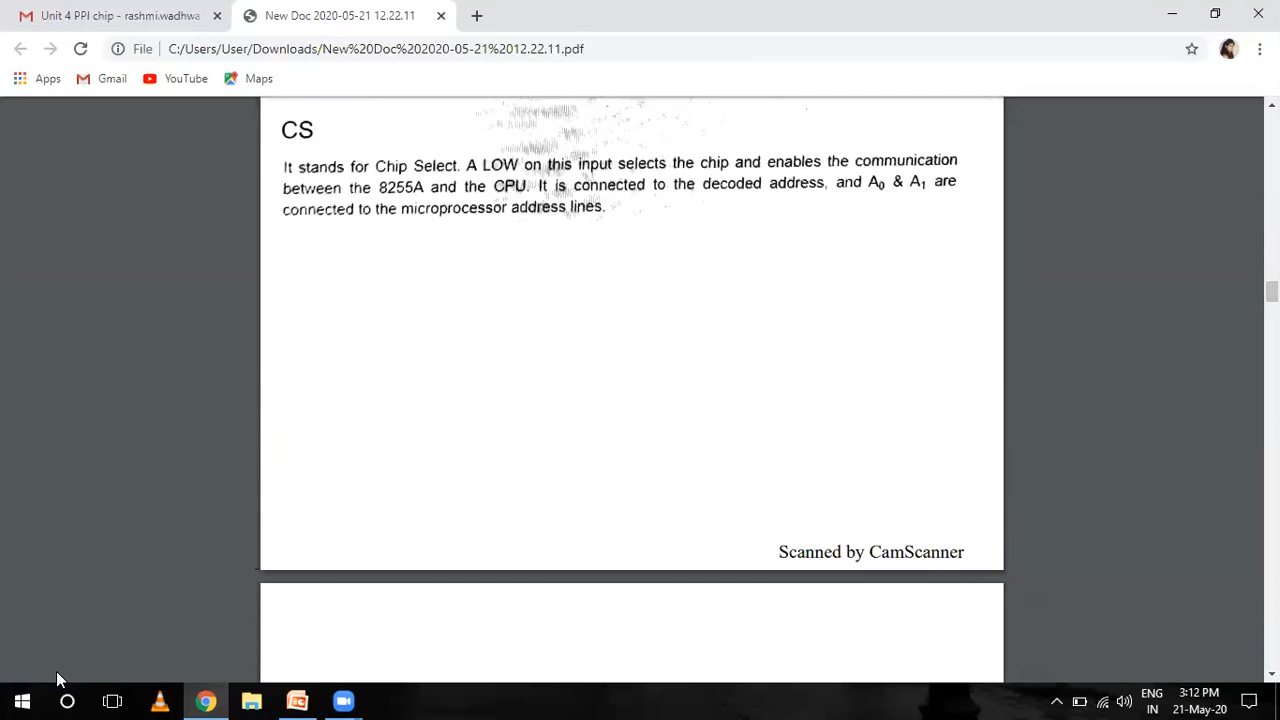 Unit 4 PPI chip - rashmi.wadhwa
New Doc 2020-05-21 12.22.11
File
C:/Users/User/Downloads/New%20Doc%202020-05-21%2012.22.11.pdf
Apps
Gmail
YouTube
Maps
CS
It stands for Chip Select. A LOW on this input selects the chip and enables the communication
between the 8255A and the CPU. It is connected to the decoded address, and A₀ & A₁ are
connected to the microprocessor address lines.
Scanned by CamScanner
ENG
IN
3:12 PM
21-May-20